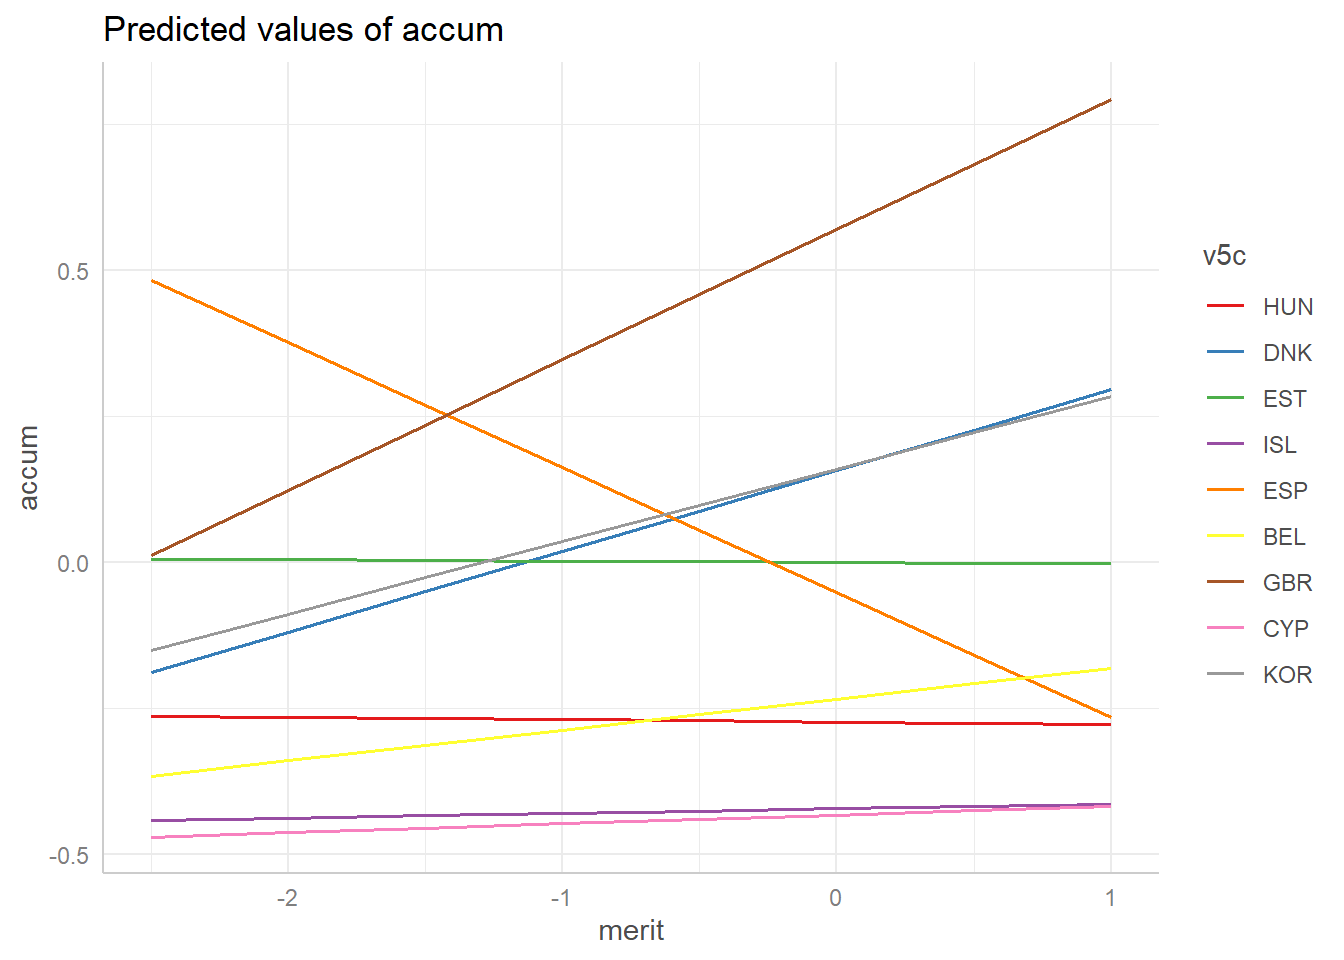 Predicted values of accum
accum
0.5
0.0
-0.5
-2
-1
0
1
merit
v5c
HUN
DNK
EST
ISL
ESP
BEL
GBR
CYP
KOR